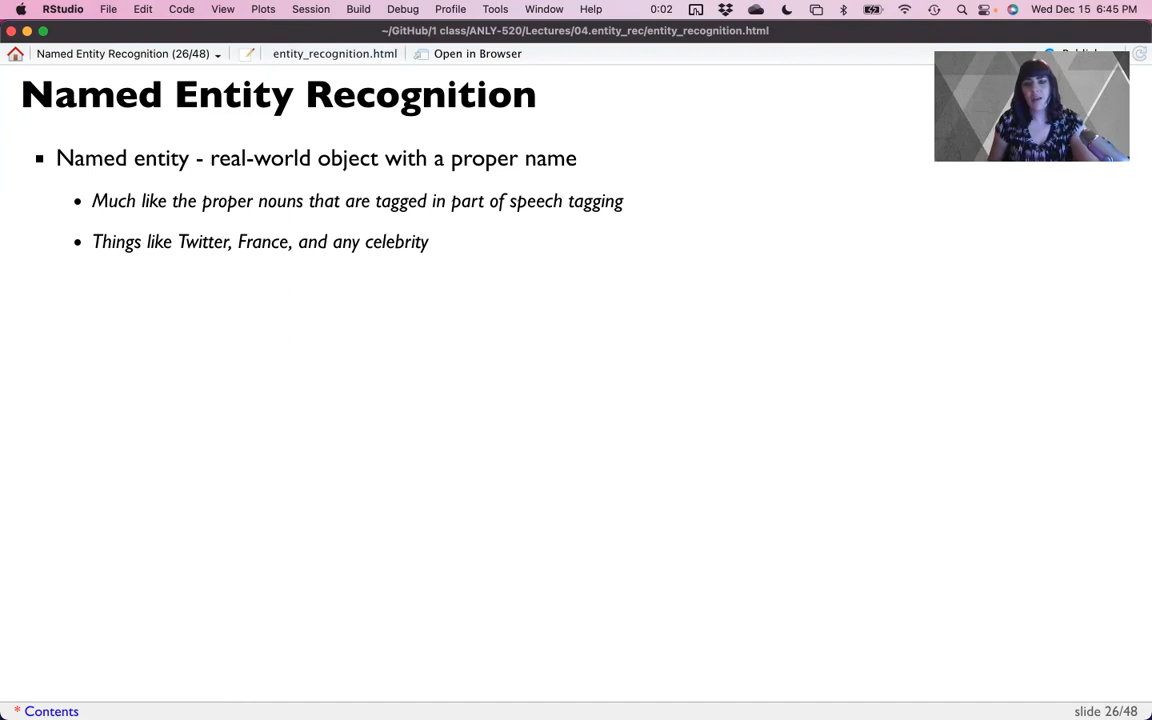 RStudio File Edit Code View Plots Session Build Debug Profile Tools Window Help 0:02 Wed Dec 15 6:45 PM
~/GitHub/1 class/ANLY-520/Lectures/04.entity_rec/entity_recognition.html
Named Entity Recognition (26/48) entity_recognition.html Open in Browser
Named Entity Recognition
Named entity - real-world object with a proper name
Much like the proper nouns that are tagged in part of speech tagging
Things like Twitter, France, and any celebrity
* Contents slide 26/48